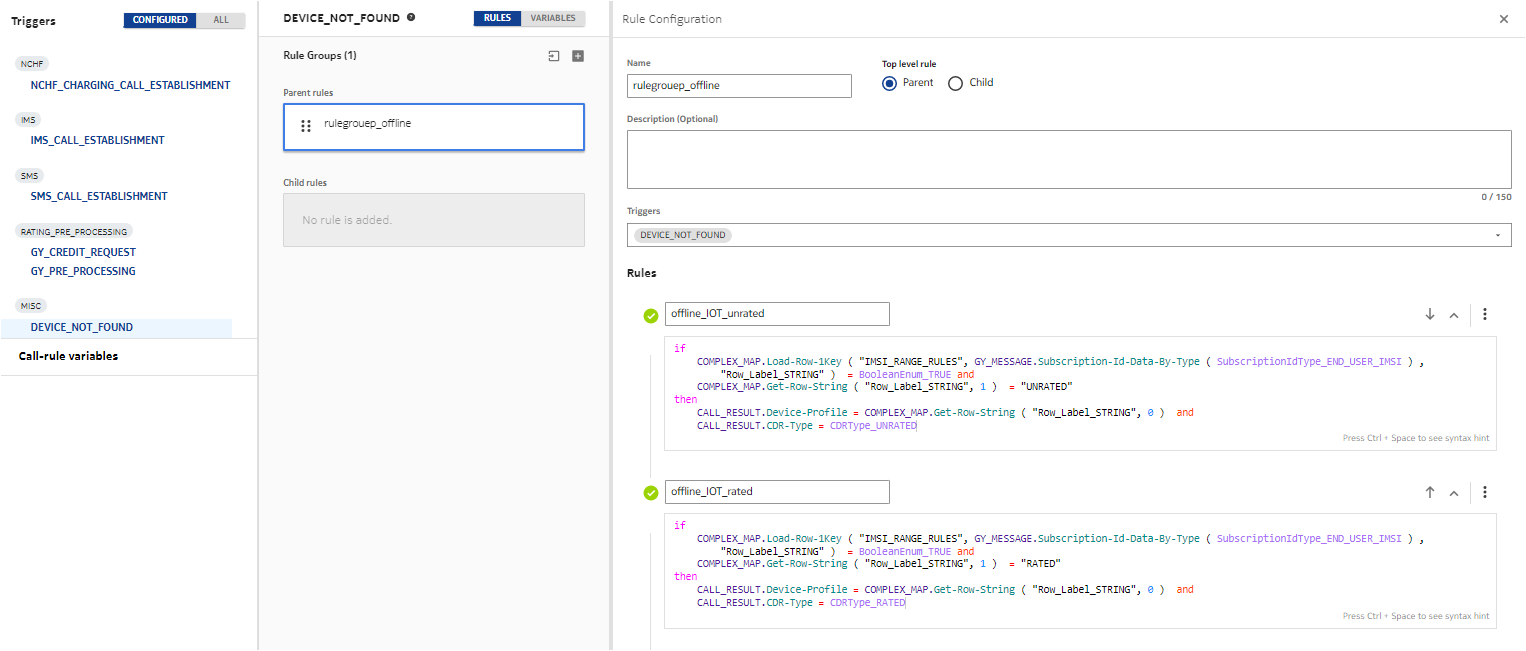 Triggers
CONFIGURED ALL
NCHF
NCHF_CHARGING_CALL_ESTABLISHMENT
IMS
IMS_CALL_ESTABLISHMENT
SMS
SMS_CALL_ESTABLISHMENT
RATING_PRE_PROCESSING
GY_CREDIT_REQUEST
GY_PRE_PROCESSING
MISC
DEVICE_NOT_FOUND
Call-rule variables
DEVICE_NOT_FOUND ?
RULES VARIABLES
Rule Groups (1)
Parent rules
rulegrouep_offline
Child rules
No rule is added.
Rule Configuration
Name
rulegrouep_offline
Top level rule
Parent Child
Description (Optional)
0 / 150
Triggers
DEVICE_NOT_FOUND
Rules
offline_IOT_unrated
if
COMPLEX_MAP.Load-Row-1Key ( "IMSI_RANGE_RULES", GY_MESSAGE.Subscription-Id-Data-By-Type ( SubscriptionIdType_END_USER_IMSI ) ,
"Row_Label_STRING" ) = BooleanEnum_TRUE and
COMPLEX_MAP.Get-Row-String ( "Row_Label_STRING", 1 ) = "UNRATED"
then
CALL_RESULT.Device-Profile = COMPLEX_MAP.Get-Row-String ( "Row_Label_STRING", 0 ) and
CALL_RESULT.CDR-Type = CDRType_UNRATED
Press Ctrl + Space to see syntax hint
offline_IOT_rated
if
COMPLEX_MAP.Load-Row-1Key ( "IMSI_RANGE_RULES", GY_MESSAGE.Subscription-Id-Data-By-Type ( SubscriptionIdType_END_USER_IMSI ) ,
"Row_Label_STRING" ) = BooleanEnum_TRUE and
COMPLEX_MAP.Get-Row-String ( "Row_Label_STRING", 1 ) = "RATED"
then
CALL_RESULT.Device-Profile = COMPLEX_MAP.Get-Row-String ( "Row_Label_STRING", 0 ) and
CALL_RESULT.CDR-Type = CDRType_RATED
Press Ctrl + Space to see syntax hint